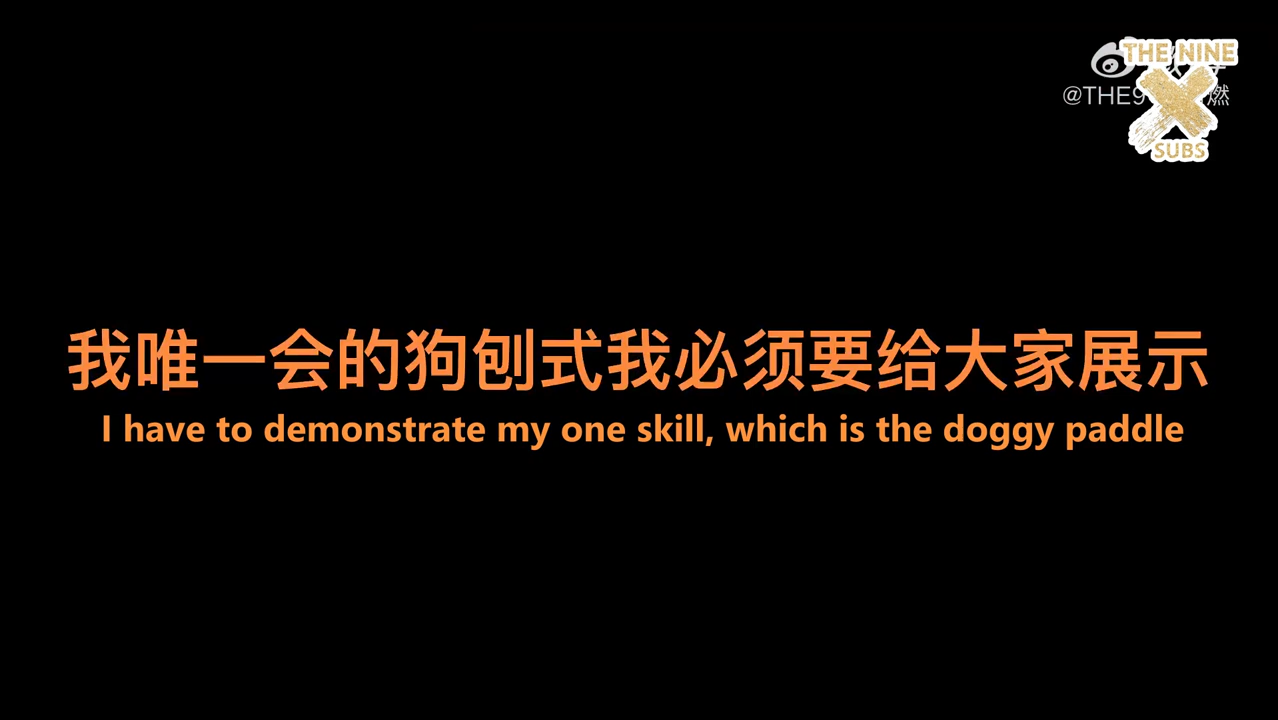 THE NINE
@THE9
燃
SUBS
我唯一会的狗刨式我必须要给大家展示
I have to demonstrate my one skill, which is the doggy paddle